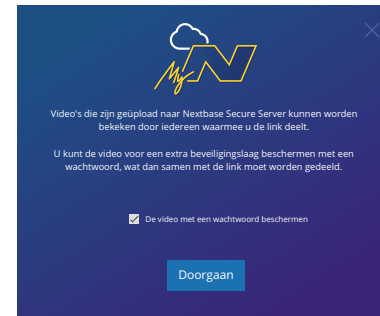 My N
Video's die zijn geüpload naar Nextbase Secure Server kunnen worden
bekeken door iedereen waarmee u de link deelt.
U kunt de video voor een extra beveiligingslaag beschermen met een
wachtwoord, wat dan samen met de link moet worden gedeeld.
De video met een wachtwoord beschermen
Doorgaan